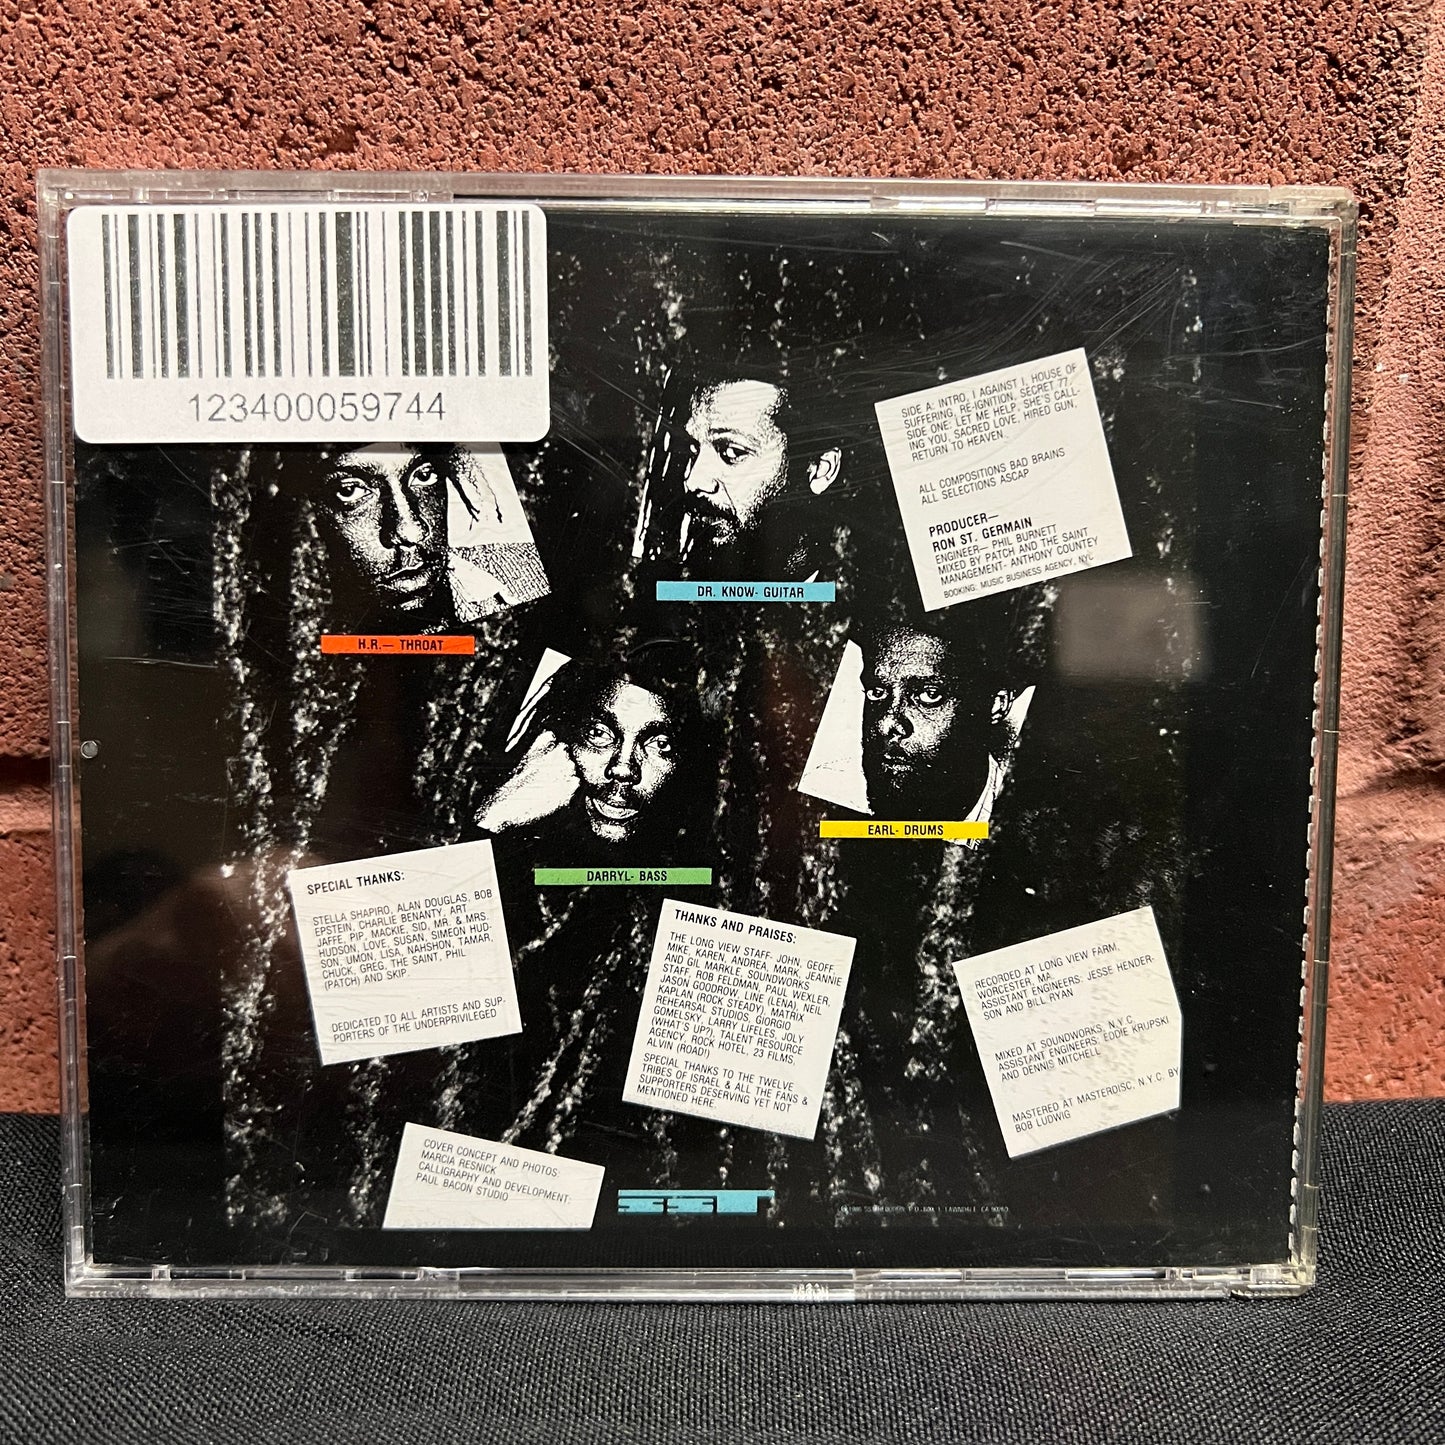 123400059744
SIDE A: INTRO, I AGAINST I, HOUSE OF
SUFFERING, RE-IGNITION, SECRET 77.
SIDE ONE: LET ME HELP, SHE'S CALL-
ING YOU, SACRED LOVE, HIRED GUN,
RETURN TO HEAVEN
ALL COMPOSITIONS BAD BRAINS
ALL SELECTIONS ASCAP
PRODUCER—
RON ST. GERMAIN
ENGINEER— PHIL BURNETT
MIXED BY PATCH AND THE SAINT
MANAGEMENT- ANTHONY COUNTEY
BOOKING: MUSIC BUSINESS AGENCY, NYC
DR. KNOW- GUITAR
H.R.— THROAT
EARL- DRUMS
DARRYL- BASS
SPECIAL THANKS:
STELLA SHAPIRO, ALAN DOUGLAS, BOB
EPSTEIN, CHARLIE BENANTY, ART
JAFFE, PIP, MACKIE, SID, MR. & MRS.
HUDSON, LOVE, SUSAN, SIMEON HUD-
SON, UMON, LISA, NAHSHON, TAMAR,
CHUCK, GREG, THE SAINT, PHIL
(PATCH) AND SKIP.
DEDICATED TO ALL ARTISTS AND SUP-
PORTERS OF THE UNDERPRIVILEGED
THANKS AND PRAISES:
THE LONG VIEW STAFF: JOHN, GEOFF,
MIKE, KAREN, ANDREA, MARK, JEANNIE
AND GIL MARKLE, SOUNDWORKS
STAFF, ROB FELDMAN, PAUL WEXLER,
JASON GOODROW, LINE (LENA), NEIL
KAPLAN (ROCK STEADY), MATRIX
REHEARSAL STUDIOS, GIORGIO
GOMELSKY, LARRY LIFELES, JOLY
(WHAT'S UP?), TALENT RESOURCE
AGENCY, ROCK HOTEL, 23 FILMS,
ALVIN (ROAD!)
SPECIAL THANKS TO THE TWELVE
TRIBES OF ISRAEL & ALL THE FANS &
SUPPORTERS DESERVING YET NOT
MENTIONED HERE.
RECORDED AT LONG VIEW FARM,
WORCESTER, MA.
ASSISTANT ENGINEERS: JESSE HENDER-
SON AND BILL RYAN
MIXED AT SOUNDWORKS, N.Y.C.
ASSISTANT ENGINEERS: EDDIE KRUPSKI
AND DENNIS MITCHELL
MASTERED AT MASTERDISC, N.Y.C. BY
BOB LUDWIG
COVER CONCEPT AND PHOTOS:
MARCIA RESNICK
CALLIGRAPHY AND DEVELOPMENT:
PAUL BACON STUDIO
SST
1986 SST P.O. BOX 1 LAWNDALE CA 90260